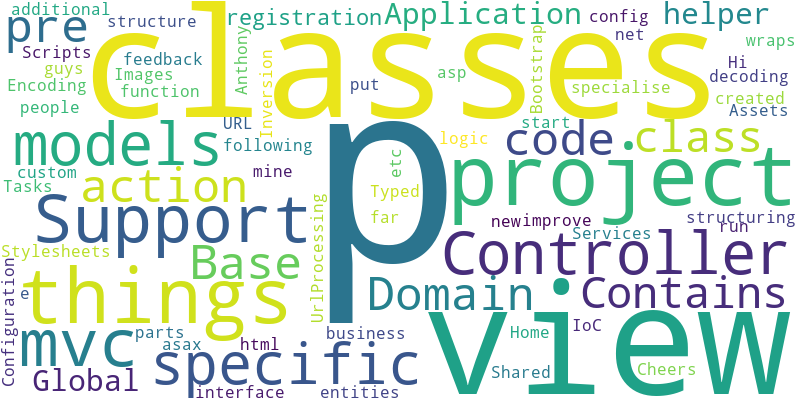 additional
pre
structure
registration
Application
config
helper
Scripts
feedback
net
wraps
guys
Images
Anthony
Inversion
asp
Bootstrap
Hi
decoding
Encoding
function
put
specialise
created
people
classes
Assets
URL
start
models
following
logic
code
class
custom
mine
etc
p
project
Tasks
action
Typed
far
new
improve
structuring
run
Support
Services
Stylesheets
Base
UrlProcessing
Controller
Configuration
e
things
Domain
Contains
mvc
parts
business
view
Home
IoC
asax
html
specific
Shared
Cheers
Global
interface
entities